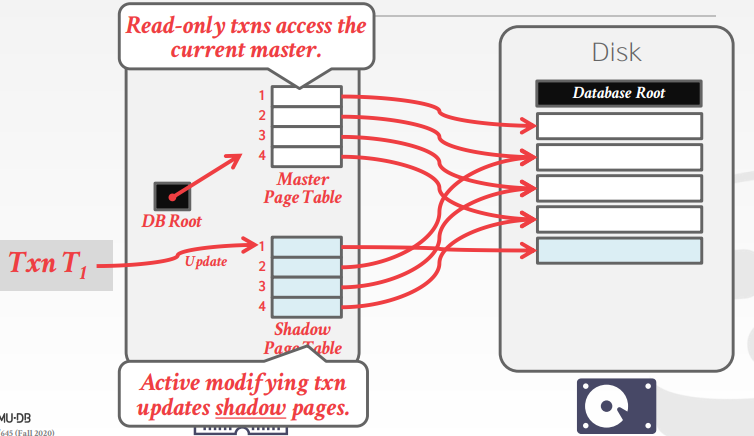 Read-only txns access the
current master.
Disk
Database Root
1
2
3
4
Master
Page Table
DB Root
Txn T1
Update
1
2
3
4
Shadow
Page Table
Active modifying txn
updates shadow pages.
MU·DB
645 (Fall 2020)